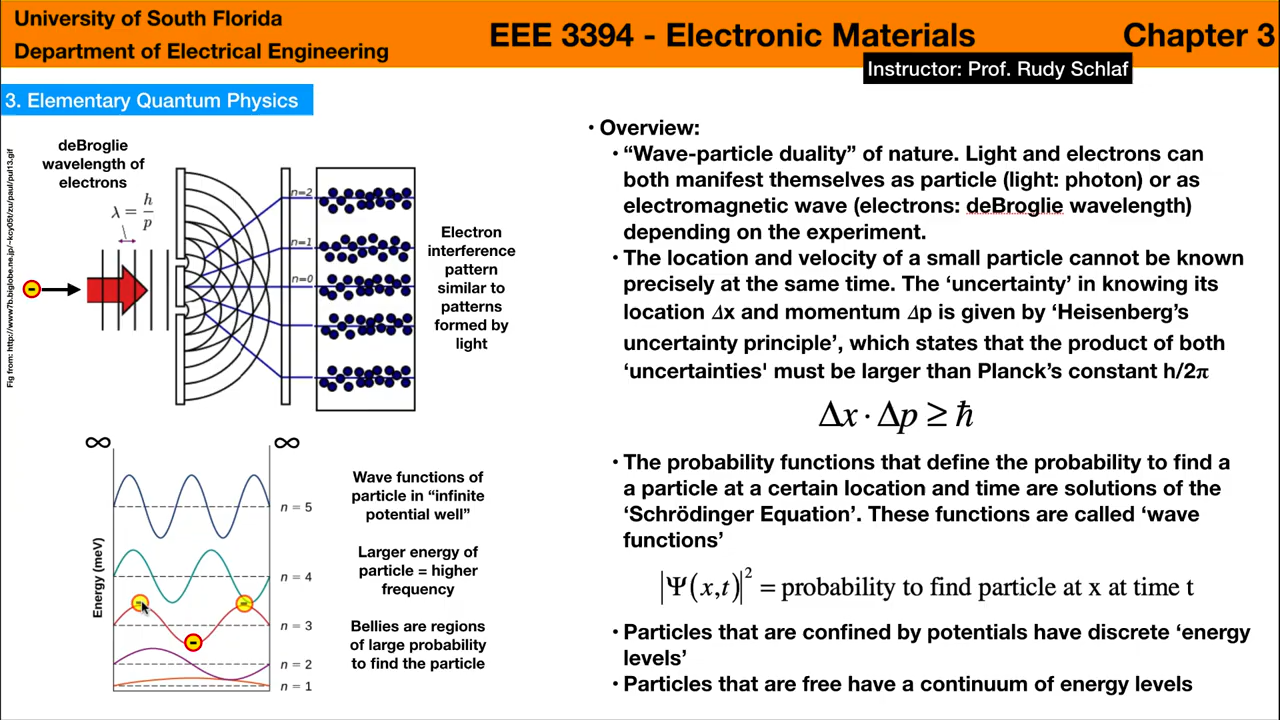 University of South Florida
Department of Electrical Engineering
EEE 3394 - Electronic Materials
Chapter 3
Instructor: Prof. Rudy Schlaf
3. Elementary Quantum Physics
deBroglie
wavelength of
electrons
λ = h/p
n=2
n=1
n=0
Electron
interference
pattern
similar to
patterns
formed by
light
∞
∞
Energy (meV)
n = 5
n = 4
n = 3
n = 2
n = 1
Wave functions of
particle in “infinite
potential well”
Larger energy of
particle = higher
frequency
Bellies are regions
of large probability
to find the particle
• Overview:
• “Wave-particle duality” of nature. Light and electrons can
both manifest themselves as particle (light: photon) or as
electromagnetic wave (electrons: deBroglie wavelength)
depending on the experiment.
• The location and velocity of a small particle cannot be known
precisely at the same time. The ‘uncertainty’ in knowing its
location Δx and momentum Δp is given by ‘Heisenberg’s
uncertainty principle’, which states that the product of both
‘uncertainties' must be larger than Planck’s constant h/2π
Δx · Δp ≥ ħ
• The probability functions that define the probability to find a
a particle at a certain location and time are solutions of the
‘Schrödinger Equation’. These functions are called ‘wave
functions’
|Ψ(x,t)|² = probability to find particle at x at time t
• Particles that are confined by potentials have discrete ‘energy
levels’
• Particles that are free have a continuum of energy levels